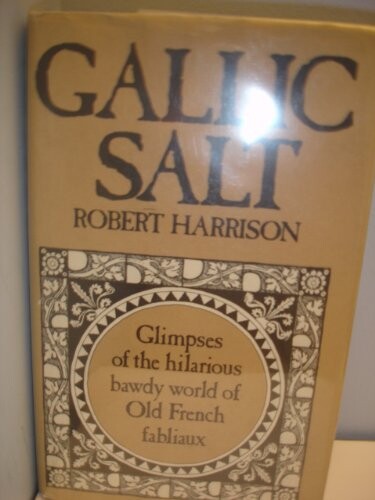 GALLIC
SALT
ROBERT HARRISON
Glimpses
of the hilarious
bawdy world of
Old French
fabliaux